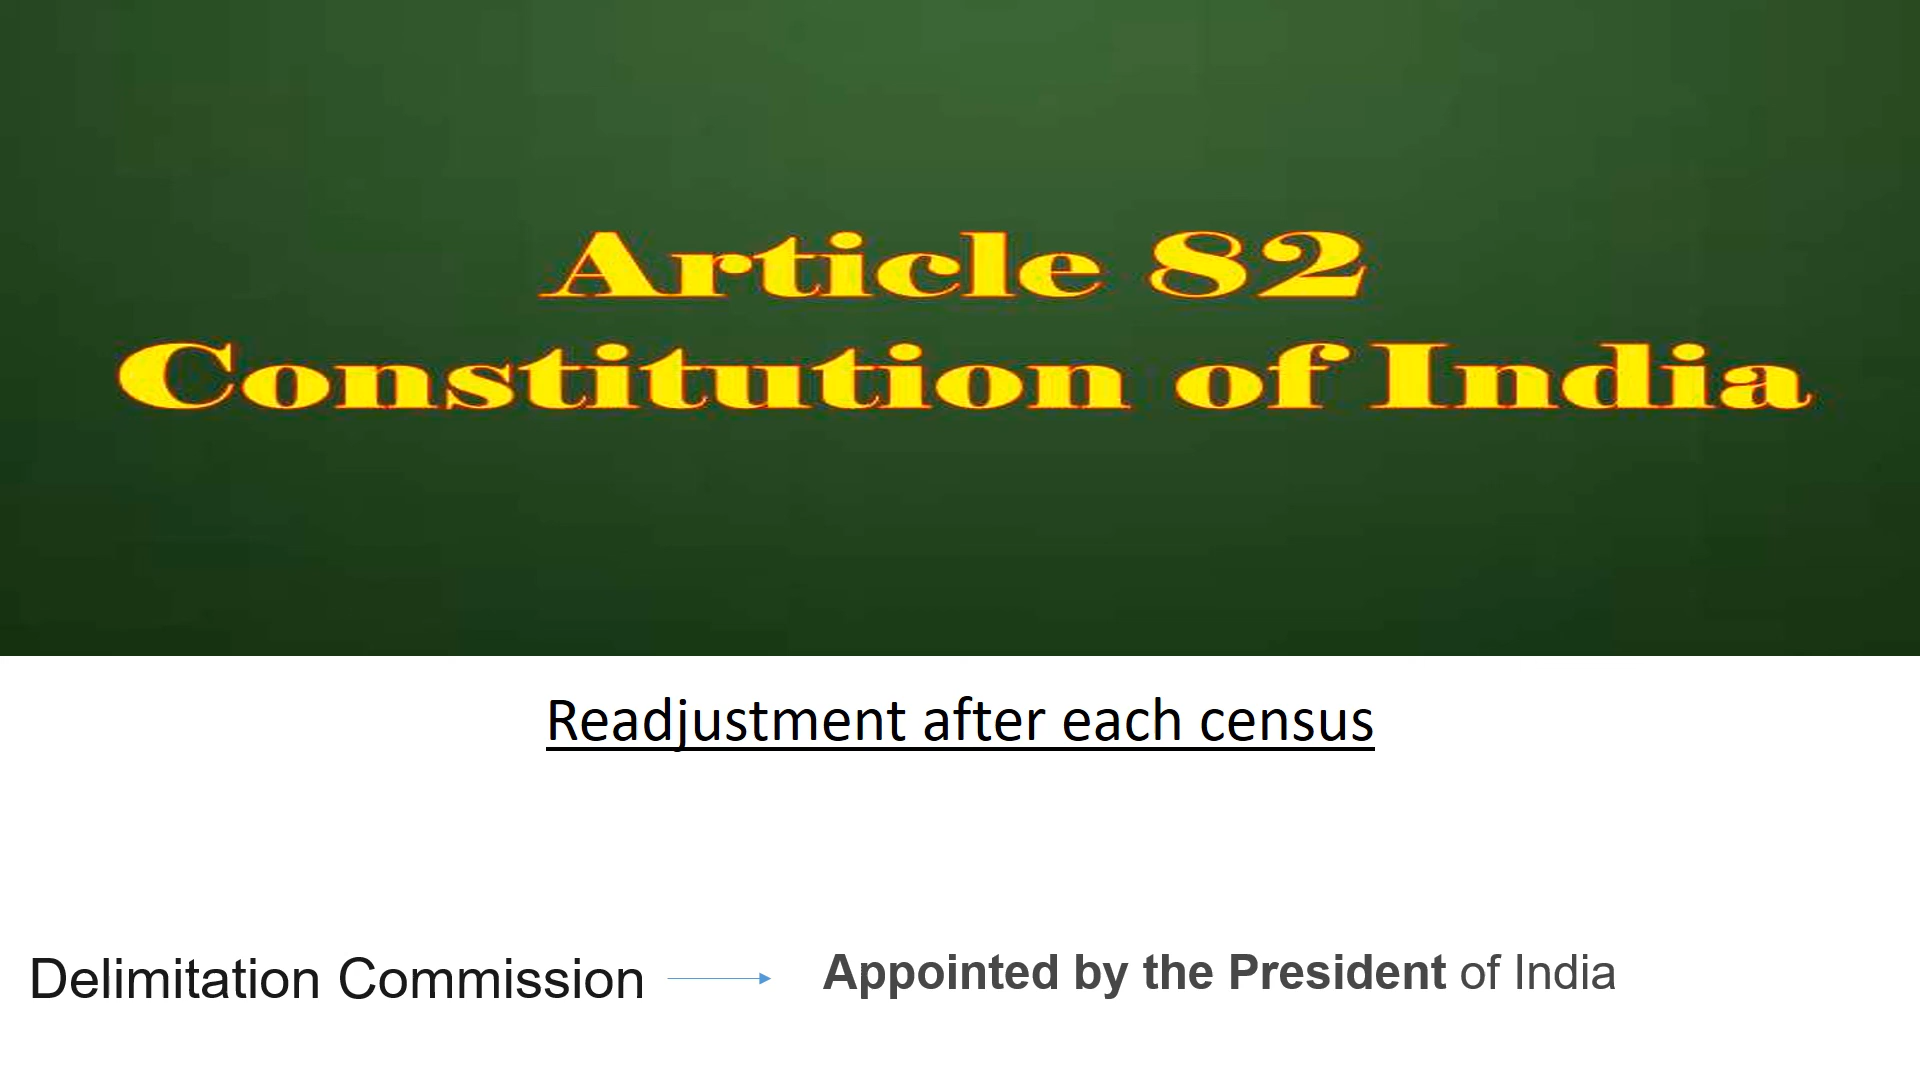 Article 82
Constitution of India
Readjustment after each census
Delimitation Commission
Appointed by the President of India